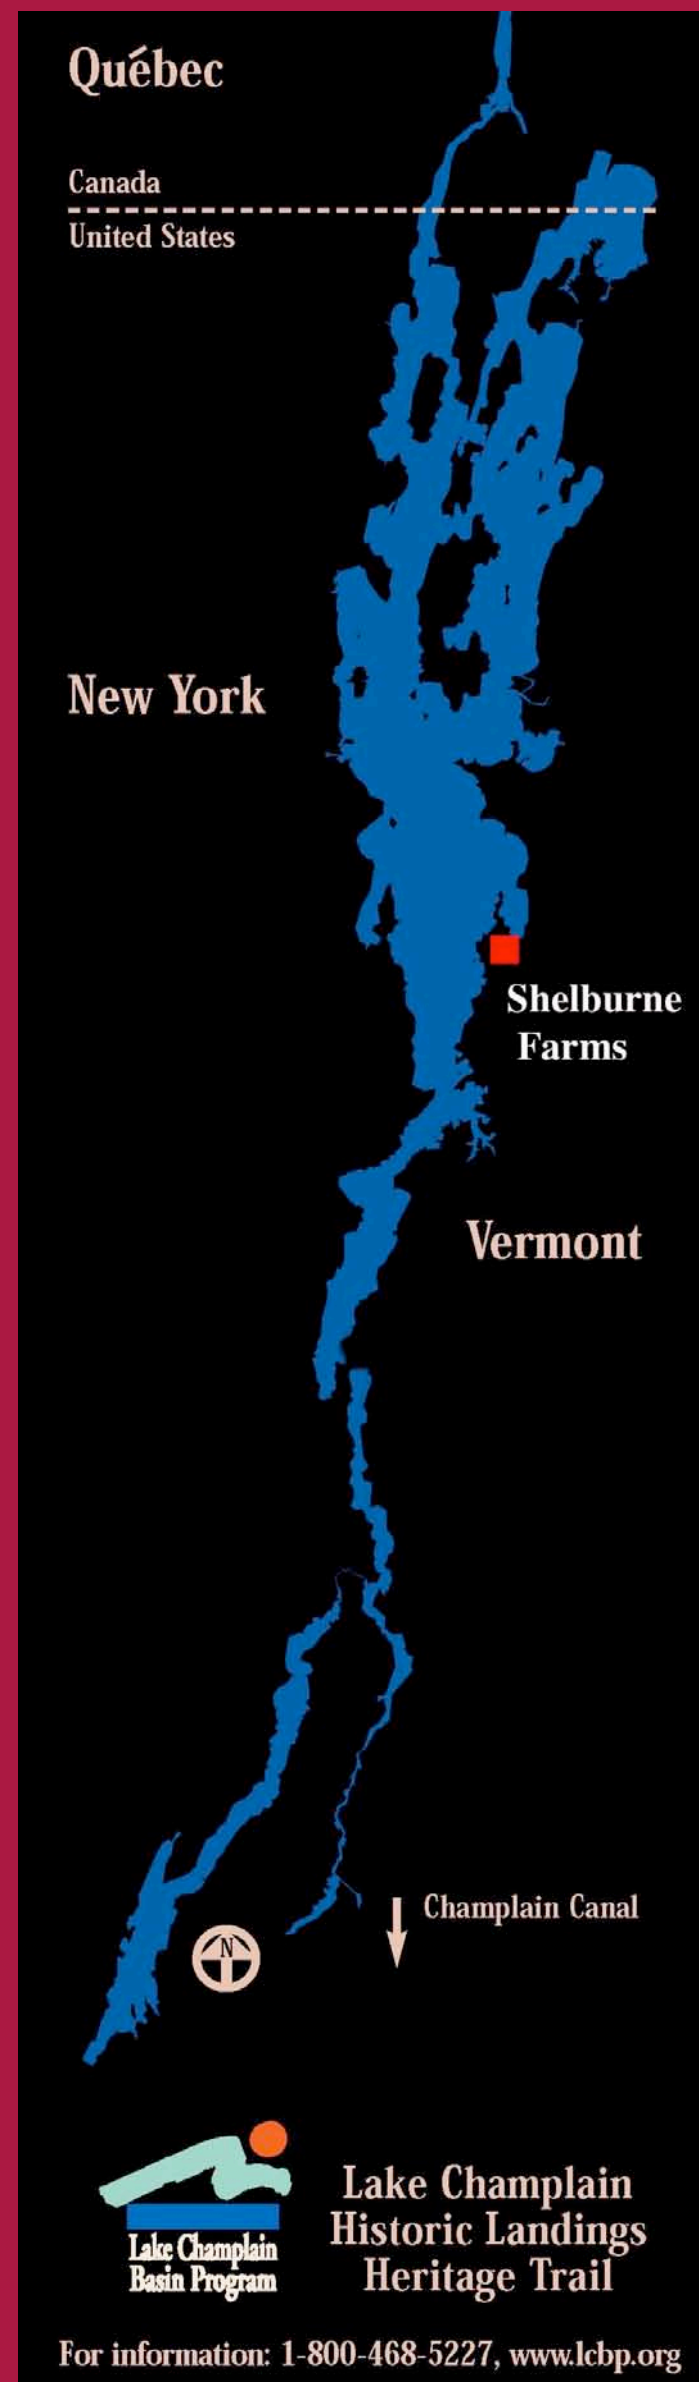 Québec
Canada
United States
New York
Shelburne
Farms
Vermont
Champlain Canal
N
Lake Champlain
Basin Program
Lake Champlain
Historic Landings
Heritage Trail
For information: 1-800-468-5227, www.lcbp.org